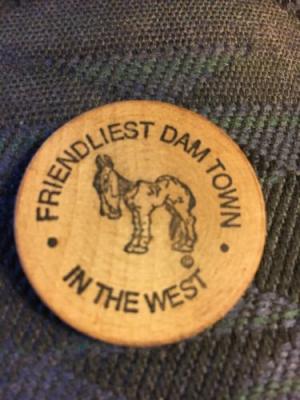 FRIENDLIEST DAM TOWN
IN THE WEST
©